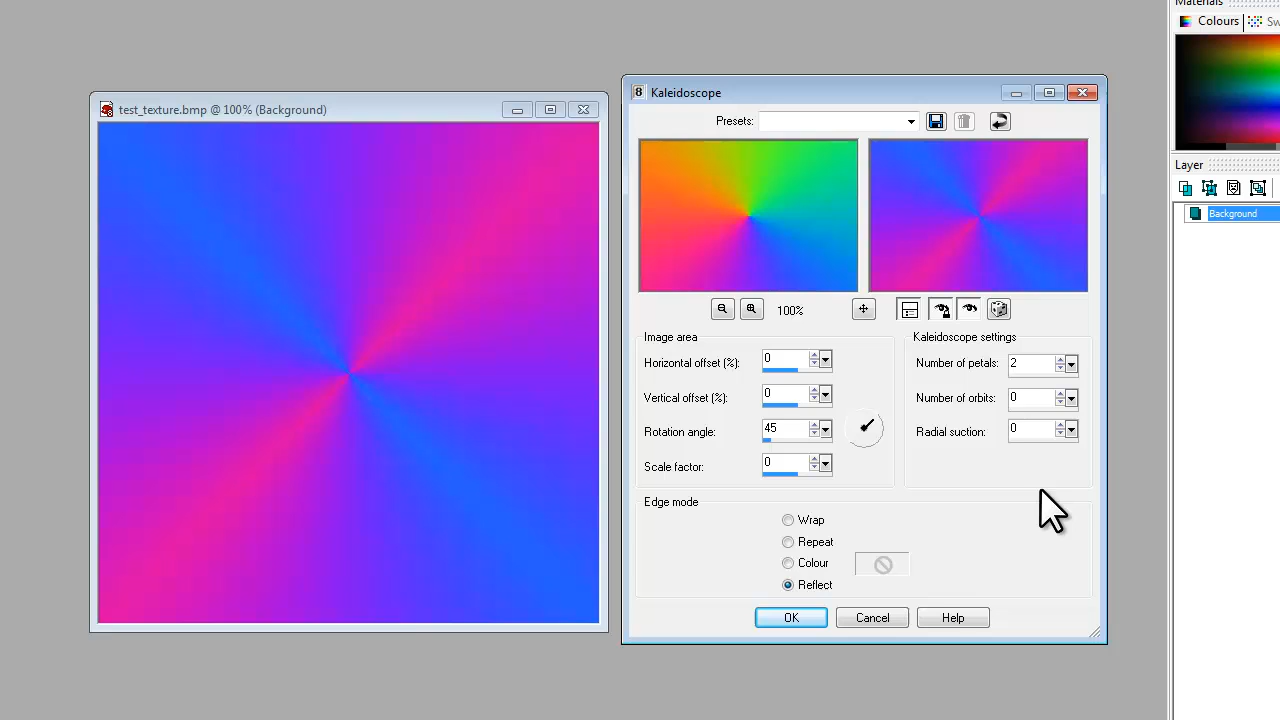 Materials
Colours
Sw
test_texture.bmp @ 100% (Background)
8 Kaleidoscope
Presets:
Layer
Background
100%
Image area
Kaleidoscope settings
Horizontal offset (%): 0
Number of petals: 2
Vertical offset (%): 0
Number of orbits: 0
Rotation angle: 45
Radial suction: 0
Scale factor: 0
Edge mode
Wrap
Repeat
Colour
Reflect
OK Cancel Help